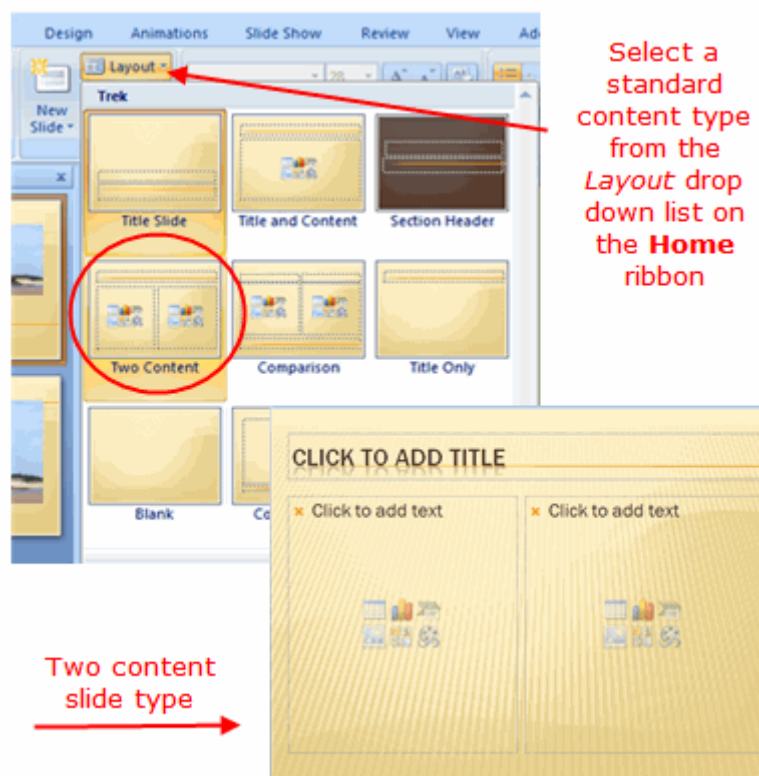 Design Animations Slide Show Review View
Layout
New
Slide
Trek
Title Slide Title and Content Section Header
Two Content Comparison Title Only
Blank
Select a
standard
content type
from the
Layout drop
down list on
the Home
ribbon
CLICK TO ADD TITLE
Click to add text Click to add text
Two content
slide type